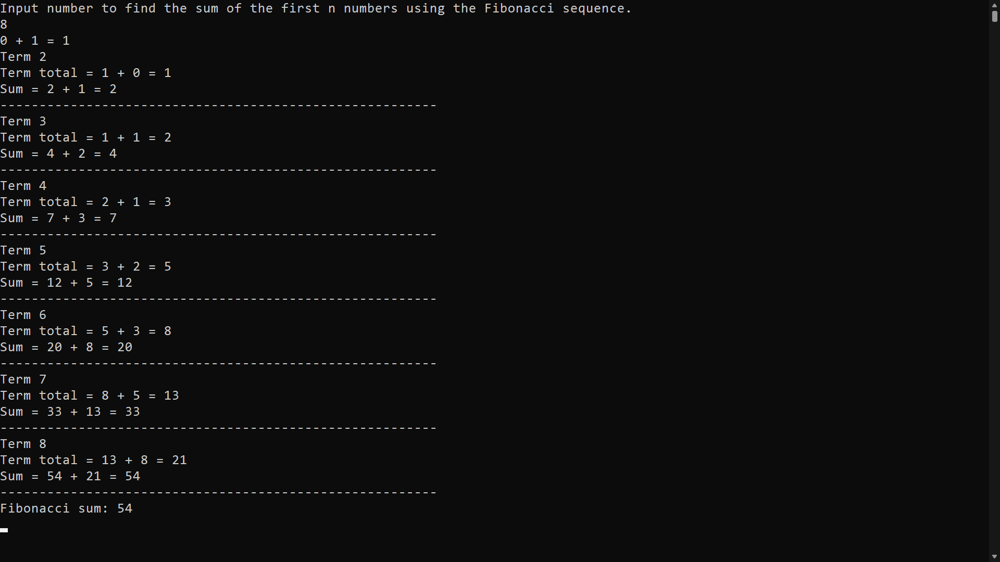 Input number to find the sum of the first n numbers using the Fibonacci sequence.
8
0 + 1 = 1
Term 2
Term total = 1 + 0 = 1
Sum = 2 + 1 = 2
--------------------------------------------------------
Term 3
Term total = 1 + 1 = 2
Sum = 4 + 2 = 4
--------------------------------------------------------
Term 4
Term total = 2 + 1 = 3
Sum = 7 + 3 = 7
--------------------------------------------------------
Term 5
Term total = 3 + 2 = 5
Sum = 12 + 5 = 12
--------------------------------------------------------
Term 6
Term total = 5 + 3 = 8
Sum = 20 + 8 = 20
--------------------------------------------------------
Term 7
Term total = 8 + 5 = 13
Sum = 33 + 13 = 33
--------------------------------------------------------
Term 8
Term total = 13 + 8 = 21
Sum = 54 + 21 = 54
--------------------------------------------------------
Fibonacci sum: 54